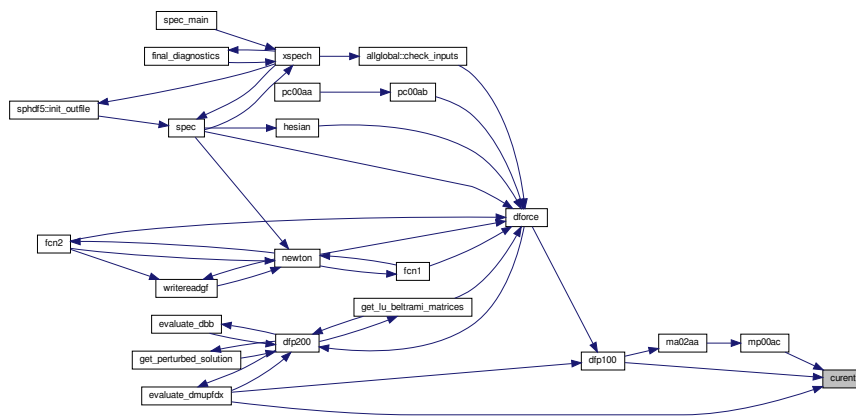 spec_main
final_diagnostics
xspech
allglobal::check_inputs
pc00aa
pc00ab
sphdf5::init_outfile
spec
hesian
dforce
fcn2
newton
fcn1
writereadgf
get_lu_beltrami_matrices
evaluate_dbb
dfp200
get_perturbed_solution
dfp100
ma02aa
mp00ac
evaluate_dmupfdx
curent